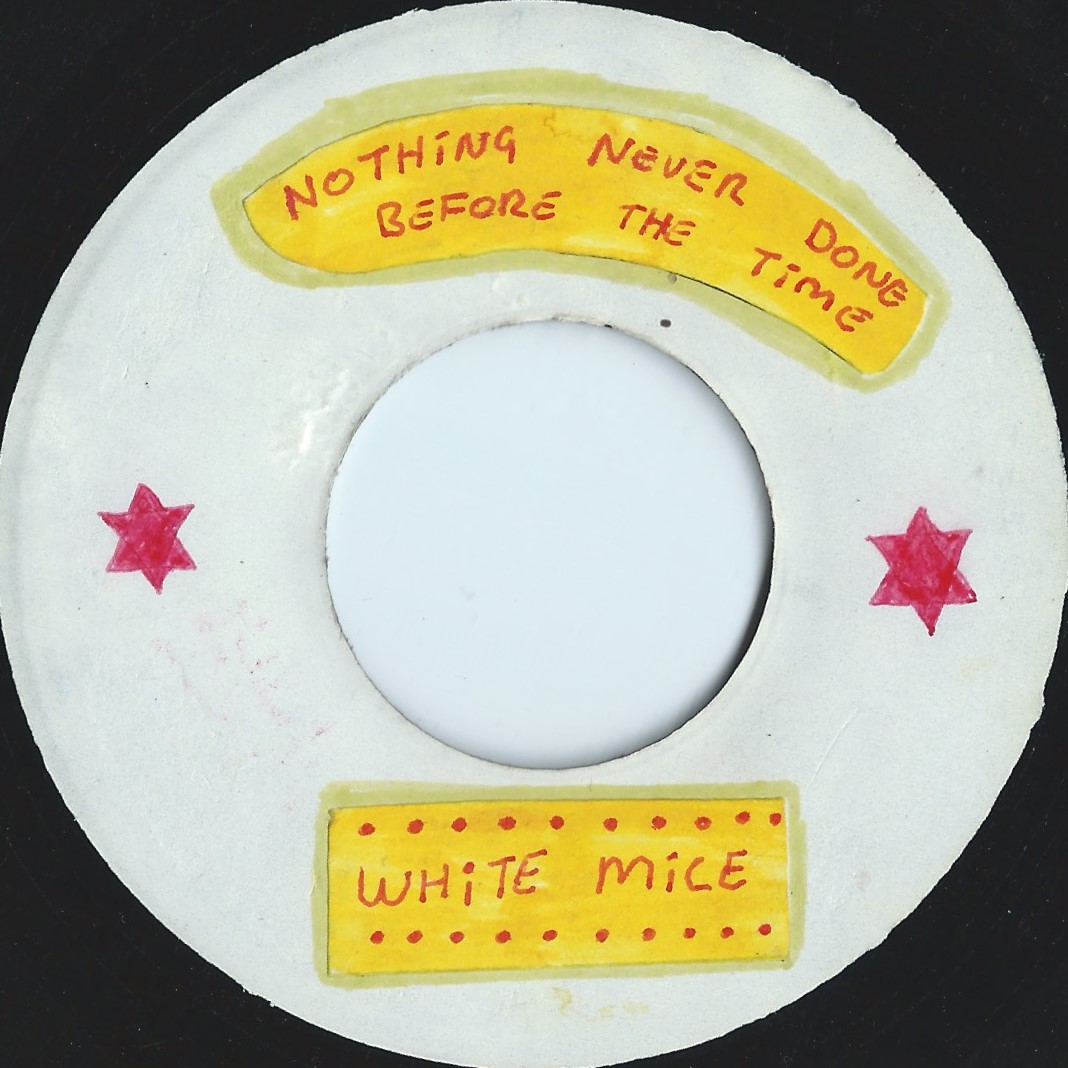 NOTHiNG NEVER DONE
BEFORE THE TiME
WHiTE MiCE